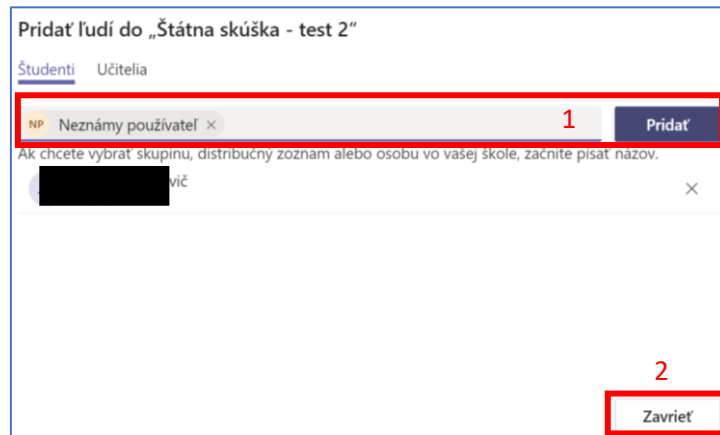 Pridať ľudí do „Štátna skúška - test 2“
Študenti Učitelia
NP Neznámy používateľ × 1 Pridať
Ak chcete vybrať skupinu, distribučný zoznam alebo osobu vo vašej škole, začnite písať názov.
vič ×
2
Zavrieť